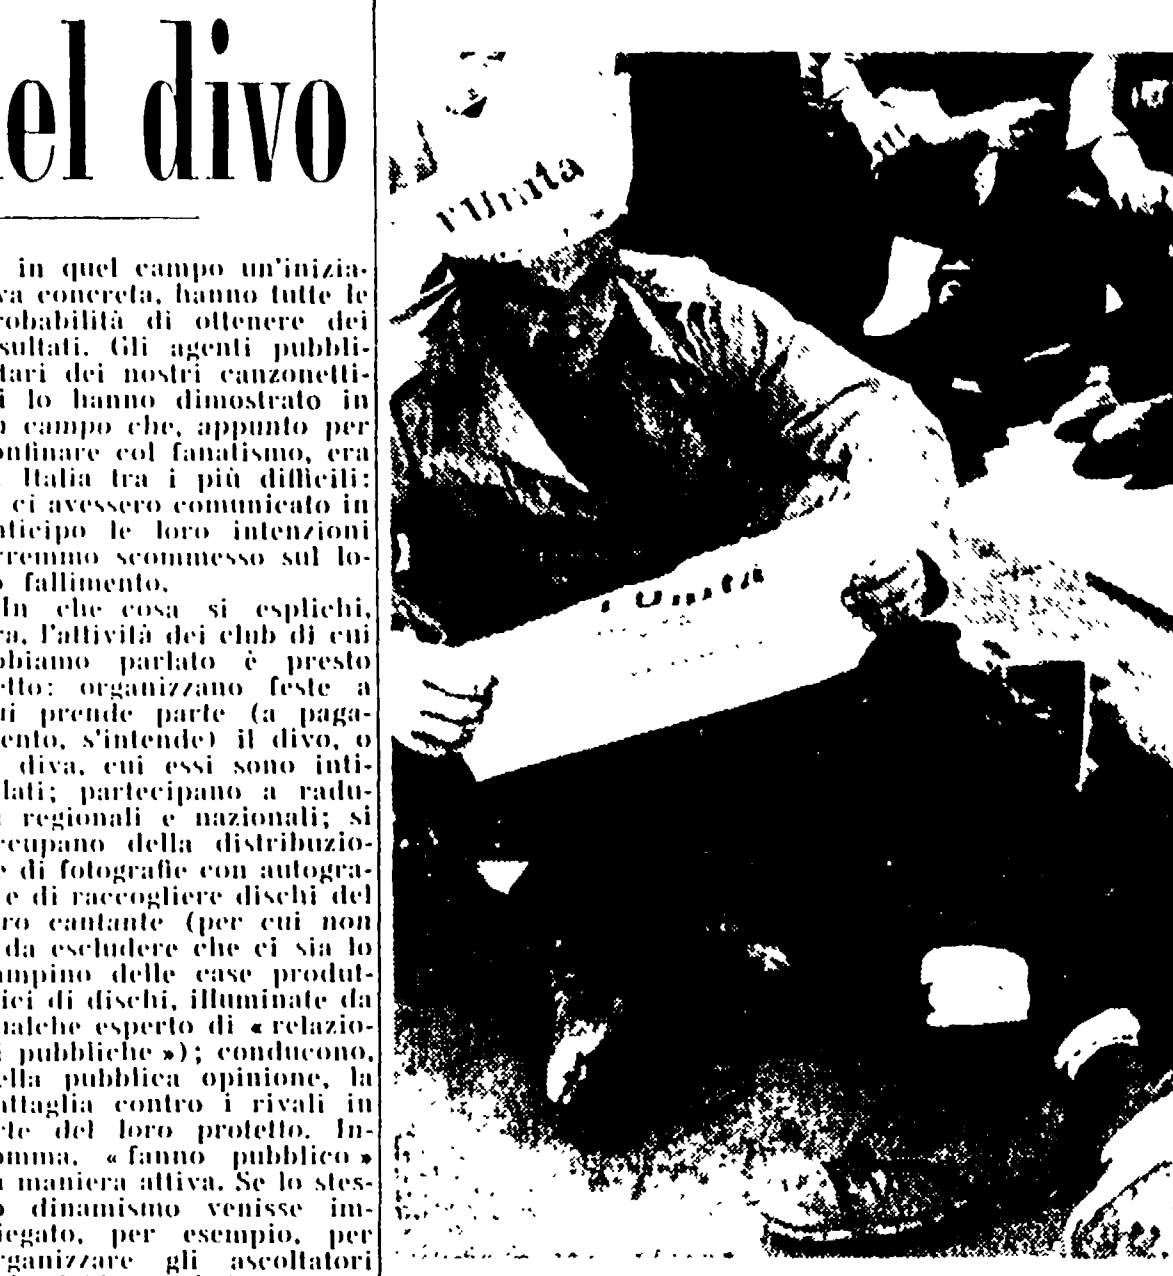 el divo
in quel campo un'inizia-
va concreta, hanno tutte le
robabilità di ottenere dei
sultati. Gli agenti pubbli-
tari dei nostri canzonetti-
i lo hanno dimostrato in
n campo che, appunto per
onfinare col fanatismo, era
Italia tra i più difficili:
ci avessero comunicato in
nticipo le loro intenzioni
rremmo scommesso sul lo-
o fallimento.
In che cosa si esplichi,
ra, l'attività dei club di cui
bbiamo parlato è presto
etto: organizzano feste a
ui prende parte (a paga-
ento, s'intende) il divo, o
diva, cui essi sono inti-
lati; partecipano a radu-
i regionali e nazionali; si
ccupano della distribuzio-
e di fotografie con autogra-
e di raccogliere dischi del
ro cantante (per cui non
da escludere che ci sia lo
ampino delle case produt-
ici di dischi, illuminate da
ualche esperto di « relazio-
i pubbliche »); conducono,
ella pubblica opinione, la
attaglia contro i rivali in
rte del loro protetto. In-
omma, « fanno pubblico »
n maniera attiva. Se lo stes-
o dinamismo venisse im-
iegato, per esempio, per
rganizzare gli ascoltatori
l'Unità
l'Unità